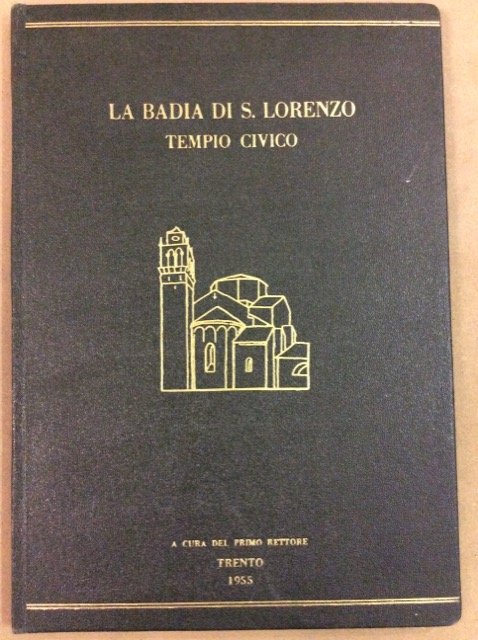 LA BADIA DI S. LORENZO
TEMPIO CIVICO
A CURA DEL PRIMO RETTORE
TRENTO
1955